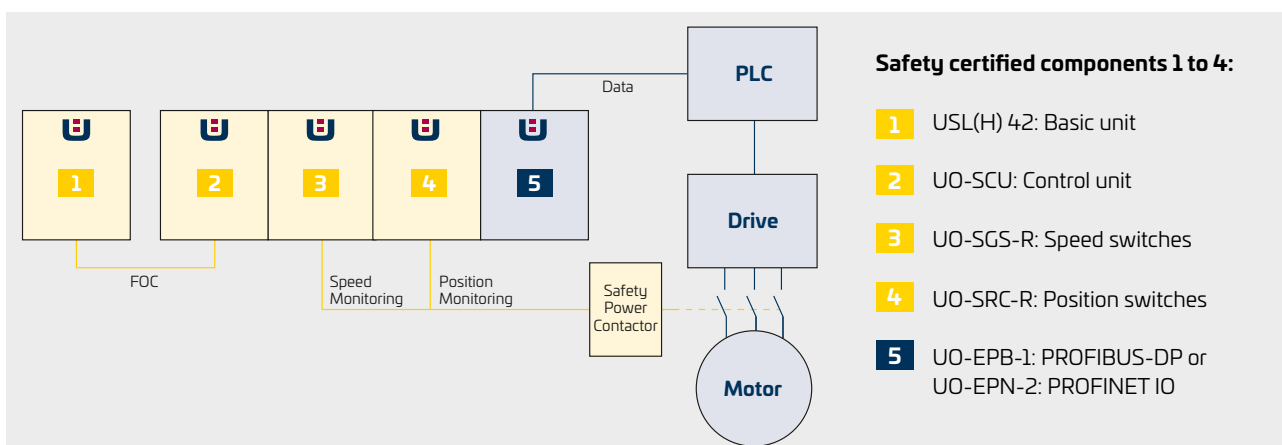 PLC
Data
1
2
3
4
5
Drive
FOC
Speed
Monitoring
Position
Monitoring
Safety
Power
Contactor
Motor
Safety certified components 1 to 4:
1 USL(H) 42: Basic unit
2 UO-SCU: Control unit
3 UO-SGS-R: Speed switches
4 UO-SRC-R: Position switches
5 UO-EPB-1: PROFIBUS-DP or
UO-EPN-2: PROFINET IO